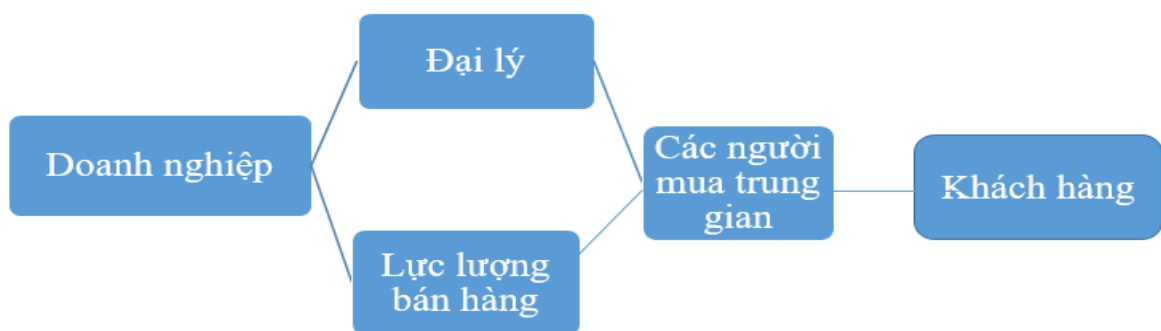 Đại lý
Doanh nghiệp
Các người
mua trung
gian
Khách hàng
Lực lượng
bán hàng